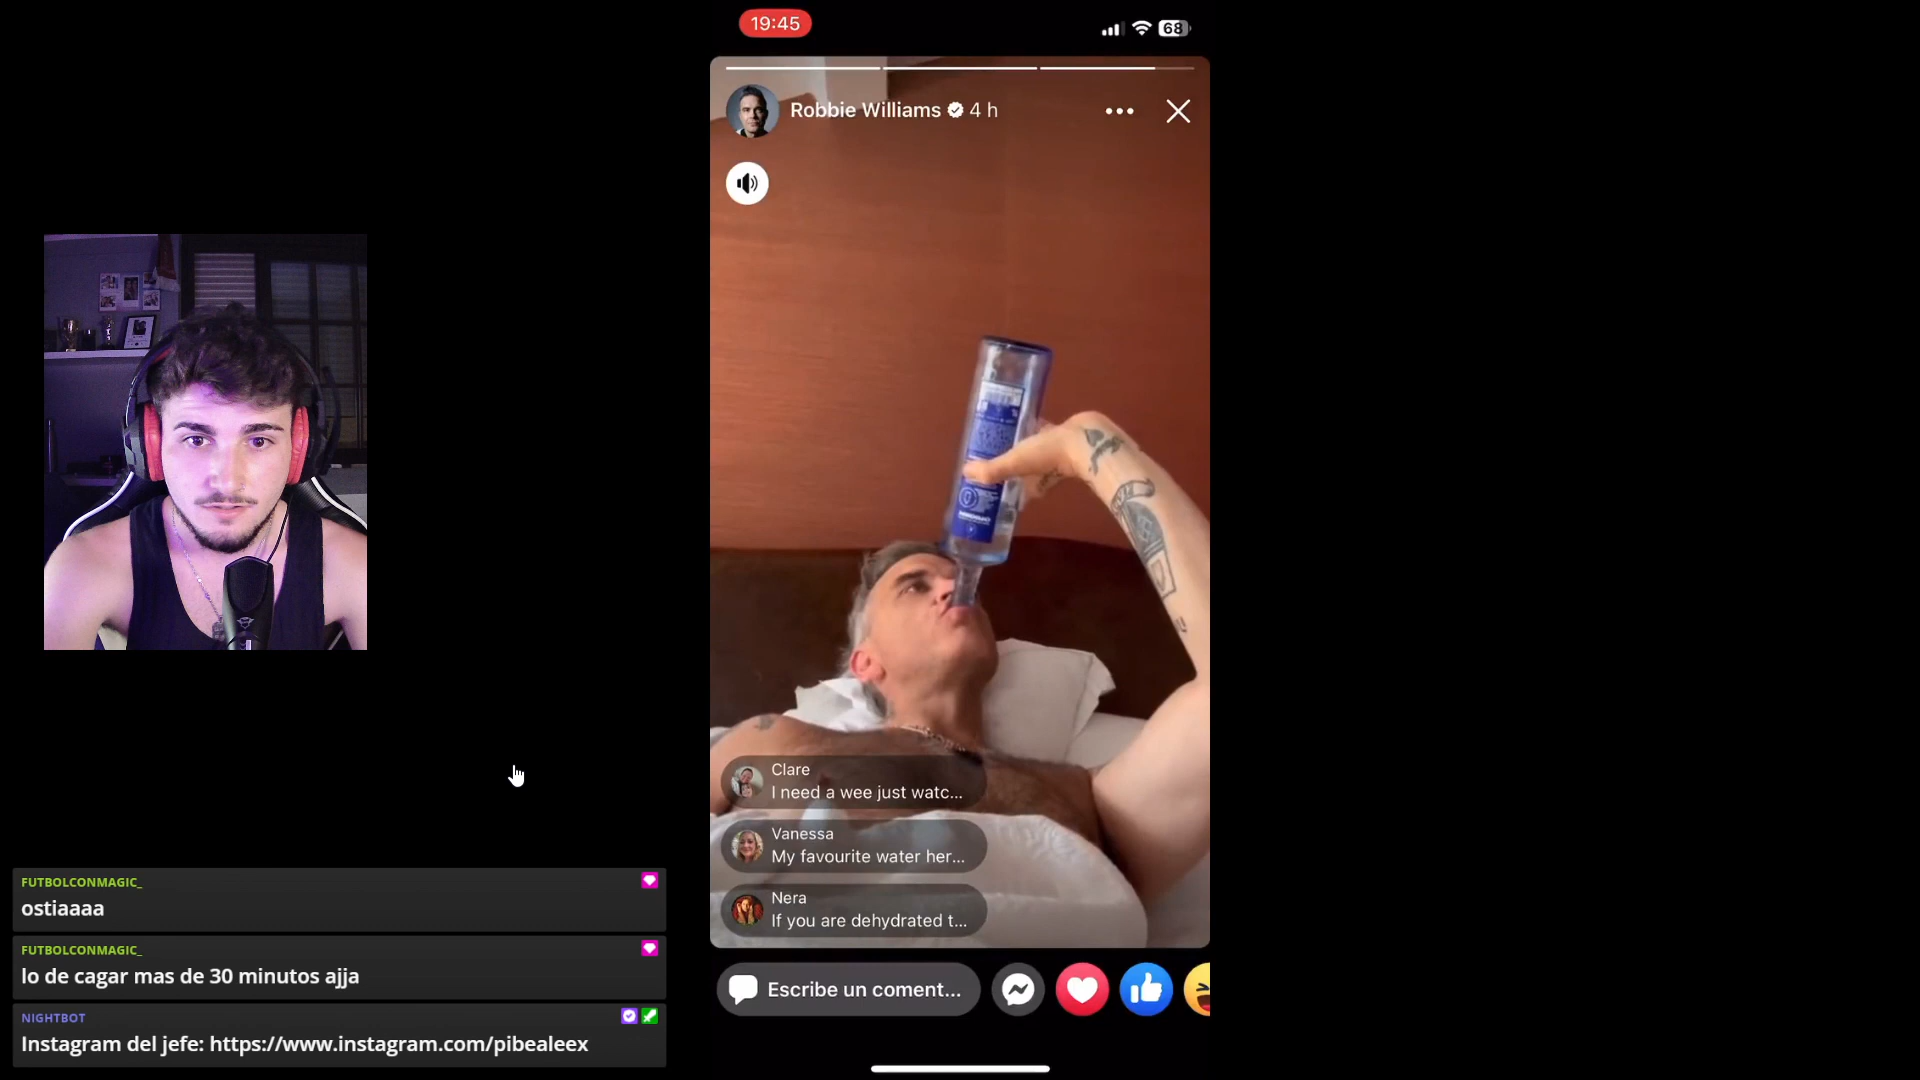 19:45
68
Robbie Williams 4 h
Clare
I need a wee just watc...
Vanessa
My favourite water her...
Nera
If you are dehydrated t...
Escribe un coment...
FUTBOLCONMAGIC_
ostiaaaa
FUTBOLCONMAGIC_
lo de cagar mas de 30 minutos ajja
NIGHTBOT
Instagram del jefe: https://www.instagram.com/pibealeex